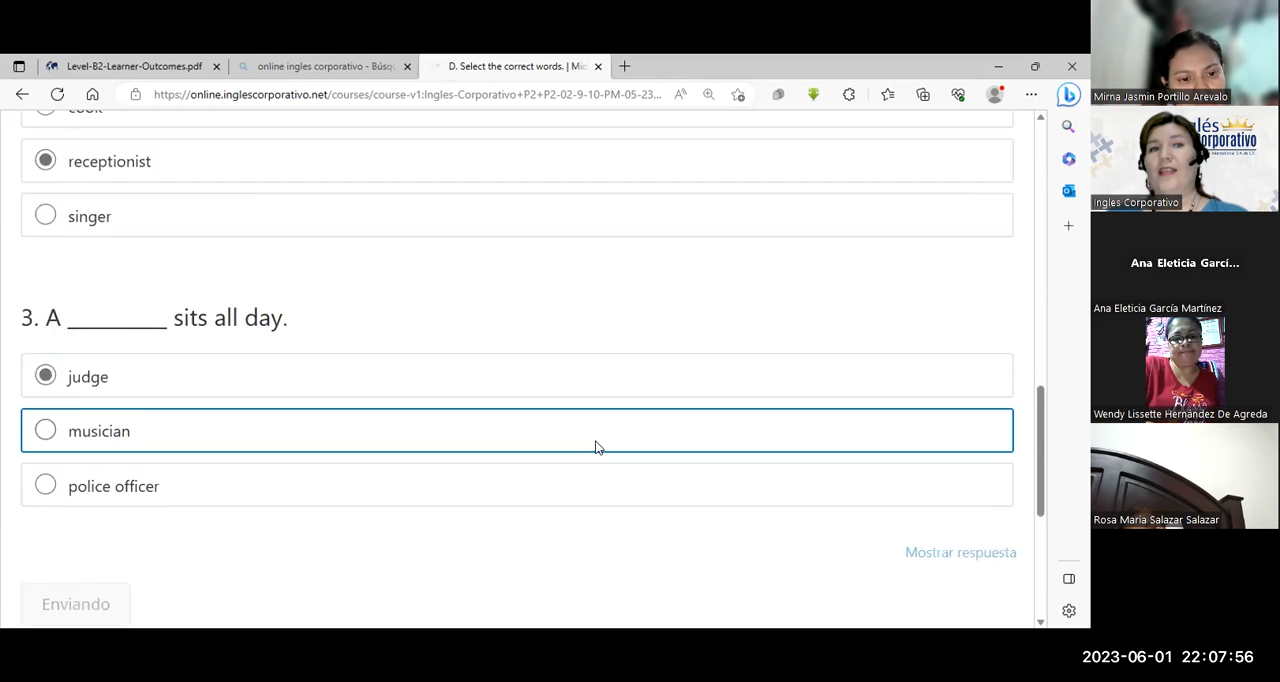 Level-B2-Learner-Outcomes.pdf
online ingles corporativo - Búsqu
D. Select the correct words. | Mic
https://online.inglescorporativo.net/courses/course-v1:Ingles-Corporativo+P2+P2-02-9-10-PM-05-23...
cook
receptionist
singer
3. A _________ sits all day.
judge
musician
police officer
Mostrar respuesta
Enviando
Mirna Jasmin Portillo Arevalo
Ingles Corporativo
Ana Eleticia Garcí...
Ana Eleticia García Martínez
Wendy Lissette Hernández De Agreda
Rosa Maria Salazar Salazar
2023-06-01 22:07:56